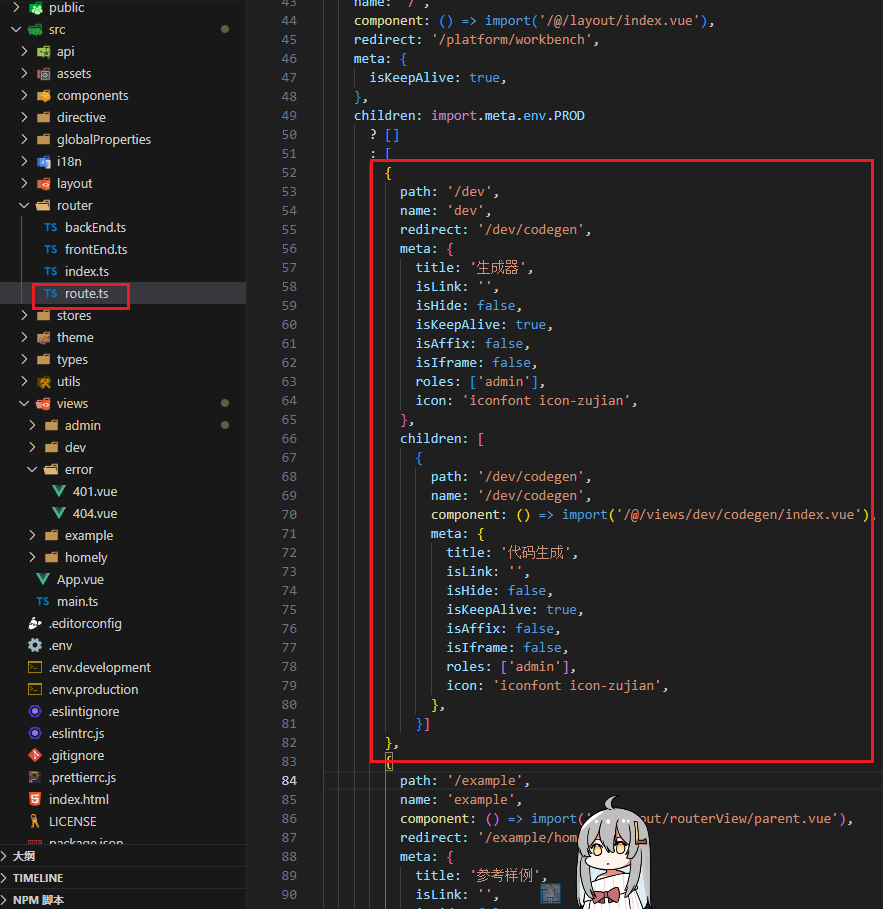 public
src
api
assets
components
directive
globalProperties
i18n
layout
router
TS backEnd.ts
TS frontEnd.ts
TS index.ts
TS route.ts
stores
theme
types
utils
views
admin
dev
error
401.vue
404.vue
example
homely
App.vue
TS main.ts
.editorconfig
.env
.env.development
.env.production
.eslintignore
.eslintrc.js
.gitignore
.prettierrc.js
index.html
LICENSE
package.json
大纲
TIMELINE
NPM 脚本
43 name: '/',
44 component: () => import('/@/layout/index.vue'),
45 redirect: '/platform/workbench',
46 meta: {
47 isKeepAlive: true,
48 },
49 children: import.meta.env.PROD
50 ? []
51 : [
52 {
53 path: '/dev',
54 name: 'dev',
55 redirect: '/dev/codegen',
56 meta: {
57 title: '生成器',
58 isLink: '',
59 isHide: false,
60 isKeepAlive: true,
61 isAffix: false,
62 isIframe: false,
63 roles: ['admin'],
64 icon: 'iconfont icon-zujian',
65 },
66 children: [
67 {
68 path: '/dev/codegen',
69 name: '/dev/codegen',
70 component: () => import('/@/views/dev/codegen/index.vue'),
71 meta: {
72 title: '代码生成',
73 isLink: '',
74 isHide: false,
75 isKeepAlive: true,
76 isAffix: false,
77 isIframe: false,
78 roles: ['admin'],
79 icon: 'iconfont icon-zujian',
80 },
81 }]
82 },
83 {
84 path: '/example',
85 name: 'example',
86 component: () => import( out/routerView/parent.vue'),
87 redirect: '/example/hom
88 meta: {
89 title: '参考样例',
90 isLink: '',